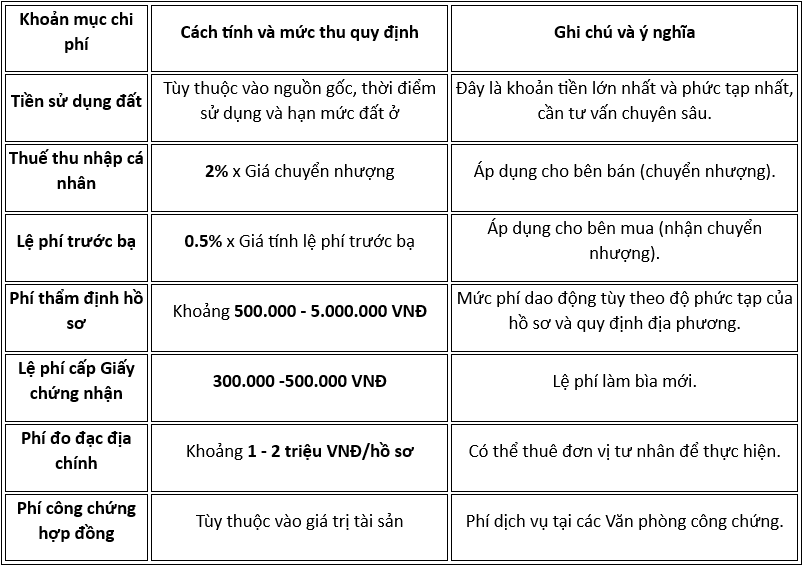 Khoản mục chi
phí
Cách tính và mức thu quy định
Ghi chú và ý nghĩa
Tiền sử dụng đất
Tùy thuộc vào nguồn gốc, thời điểm
sử dụng và hạn mức đất ở
Đây là khoản tiền lớn nhất và phức tạp nhất,
cần tư vấn chuyên sâu.
Thuế thu nhập cá
nhân
2% x Giá chuyển nhượng
Áp dụng cho bên bán (chuyển nhượng).
Lệ phí trước bạ
0.5% x Giá tính lệ phí trước bạ
Áp dụng cho bên mua (nhận chuyển
nhượng).
Phí thẩm định hồ
sơ
Khoảng 500.000 - 5.000.000 VNĐ
Mức phí dao động tùy theo độ phức tạp của
hồ sơ và quy định địa phương.
Lệ phí cấp Giấy
chứng nhận
300.000 -500.000 VNĐ
Lệ phí làm bìa mới.
Phí đo đạc địa
chính
Khoảng 1 - 2 triệu VNĐ/hồ sơ
Có thể thuê đơn vị tư nhân để thực hiện.
Phí công chứng
hợp đồng
Tùy thuộc vào giá trị tài sản
Phí dịch vụ tại các Văn phòng công chứng.